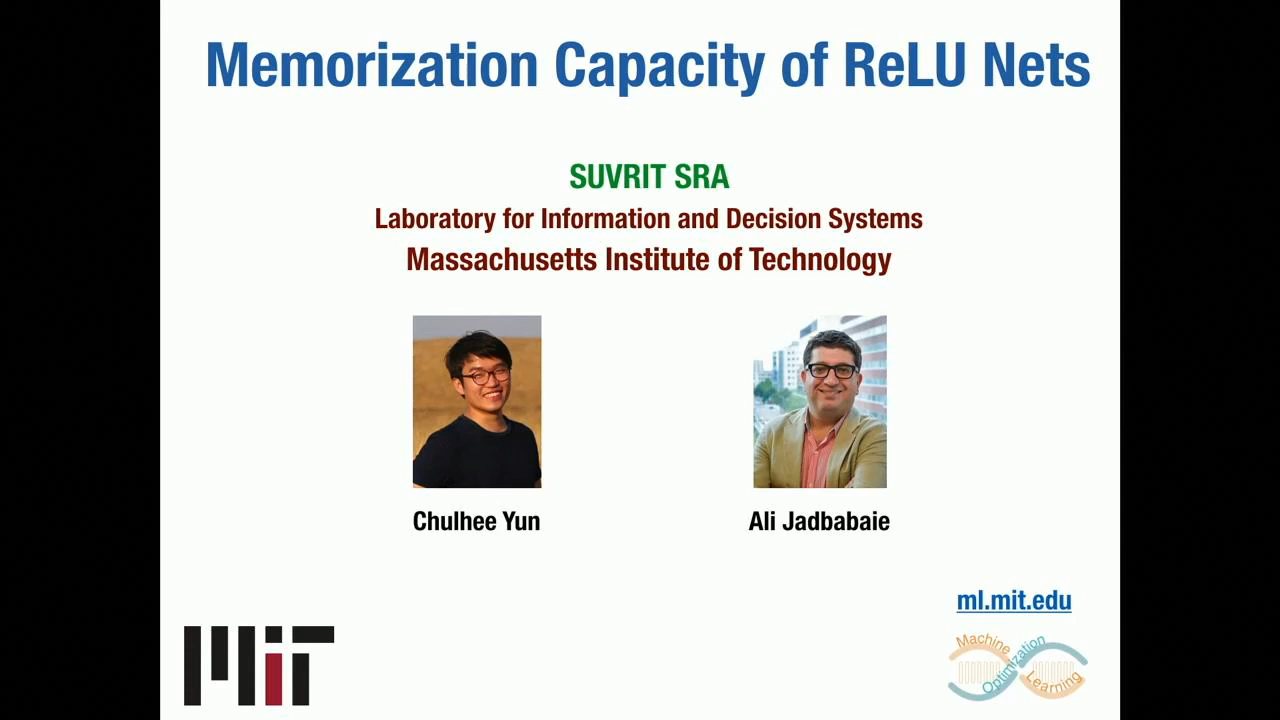 Memorization Capacity of ReLU Nets
SUVRIT SRA
Laboratory for Information and Decision Systems
Massachusetts Institute of Technology
Chulhee Yun
Ali Jadbabaie
ml.mit.edu
MIT
Machine
Optimization
Learning